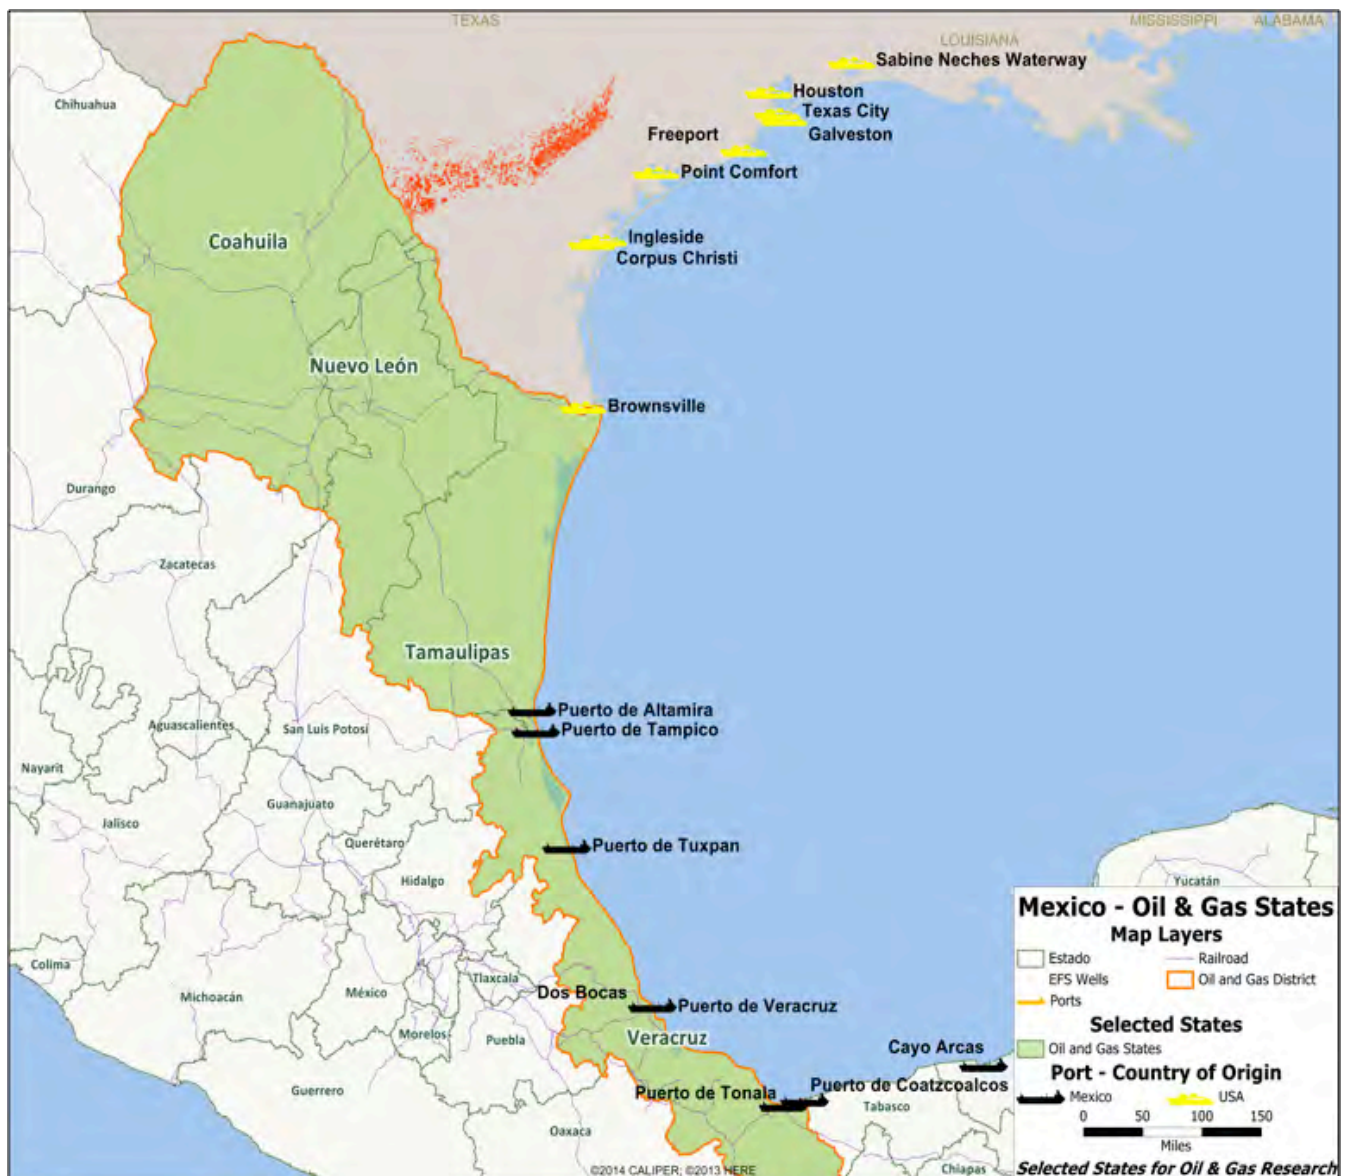 TEXAS
MISSISSIPPI
ALABAMA
LOUISIANA
Sabine Neches Waterway
Chihuahua
Houston
Texas City
Freeport
Galveston
Point Comfort
Coahuila
Ingleside
Corpus Christi
Nuevo León
Brownsville
Durango
Zacatecas
Tamaulipas
Puerto de Altamira
Aguascalientes
San Luis Potosí
Puerto de Tampico
Nayarit
Guanajuato
Jalisco
Querétaro
Puerto de Tuxpan
Hidalgo
Yucatán
Colima
Michoacán
México
Tlaxcala
Dos Bocas
Puerto de Veracruz
Morelos
Puebla
Veracruz
Cayo Arcas
Guerrero
Puerto de Tonala
Puerto de Coatzcoalcos
Tabasco
Oaxaca
Chiapas
©2014 CALIPER; ©2013 HERE
Mexico - Oil & Gas States
Map Layers
Estado
Railroad
EFS Wells
Oil and Gas District
Ports
Selected States
Oil and Gas States
Port - Country of Origin
Mexico
USA
0 50 100 150
Miles
Selected States for Oil & Gas Research